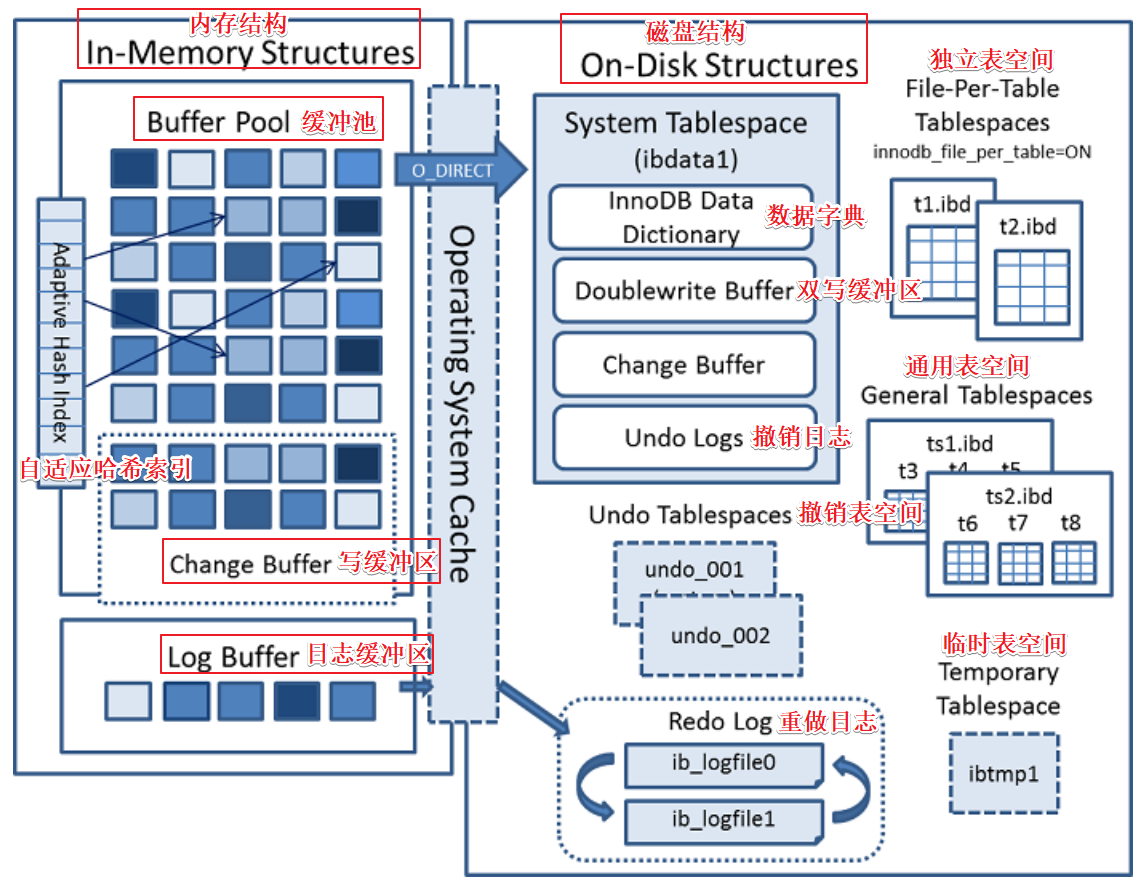 内存结构
In-Memory Structures
Buffer Pool 缓冲池
Adaptive Hash Index
自适应哈希索引
Change Buffer 写缓冲区
Log Buffer 日志缓冲区
O_DIRECT
Operating System Cache
磁盘结构
On-Disk Structures
System Tablespace
(ibdata1)
InnoDB Data
Dictionary
数据字典
Doublewrite Buffer 双写缓冲区
Change Buffer
Undo Logs 撤销日志
Undo Tablespaces 撤销表空间
undo_001
undo_002
Redo Log 重做日志
ib_logfile0
ib_logfile1
独立表空间
File-Per-Table
Tablespaces
innodb_file_per_table=ON
t1.ibd
t2.ibd
通用表空间
General Tablespaces
ts1.ibd
t3 t4 t5
ts2.ibd
t6 t7 t8
临时表空间
Temporary
Tablespace
ibtmp1